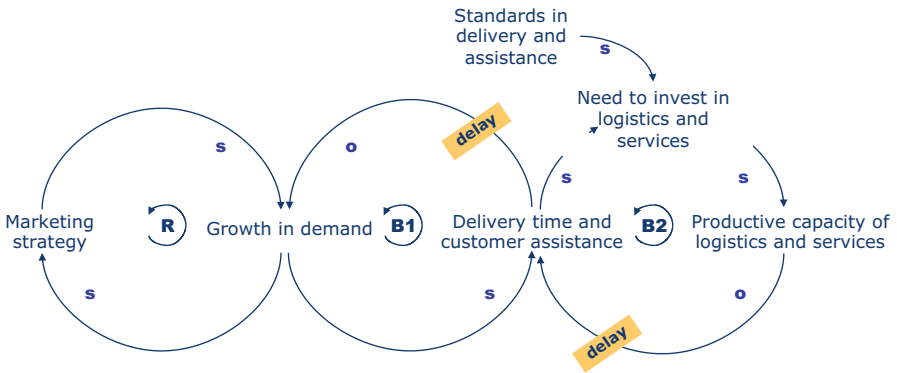 Standards in
delivery and
assistance
s
Need to invest in
logistics and
services
delay
s
o
s
s
Marketing
strategy
R
Growth in demand
B1
Delivery time and
customer assistance
B2
Productive capacity of
logistics and services
s
s
o
delay